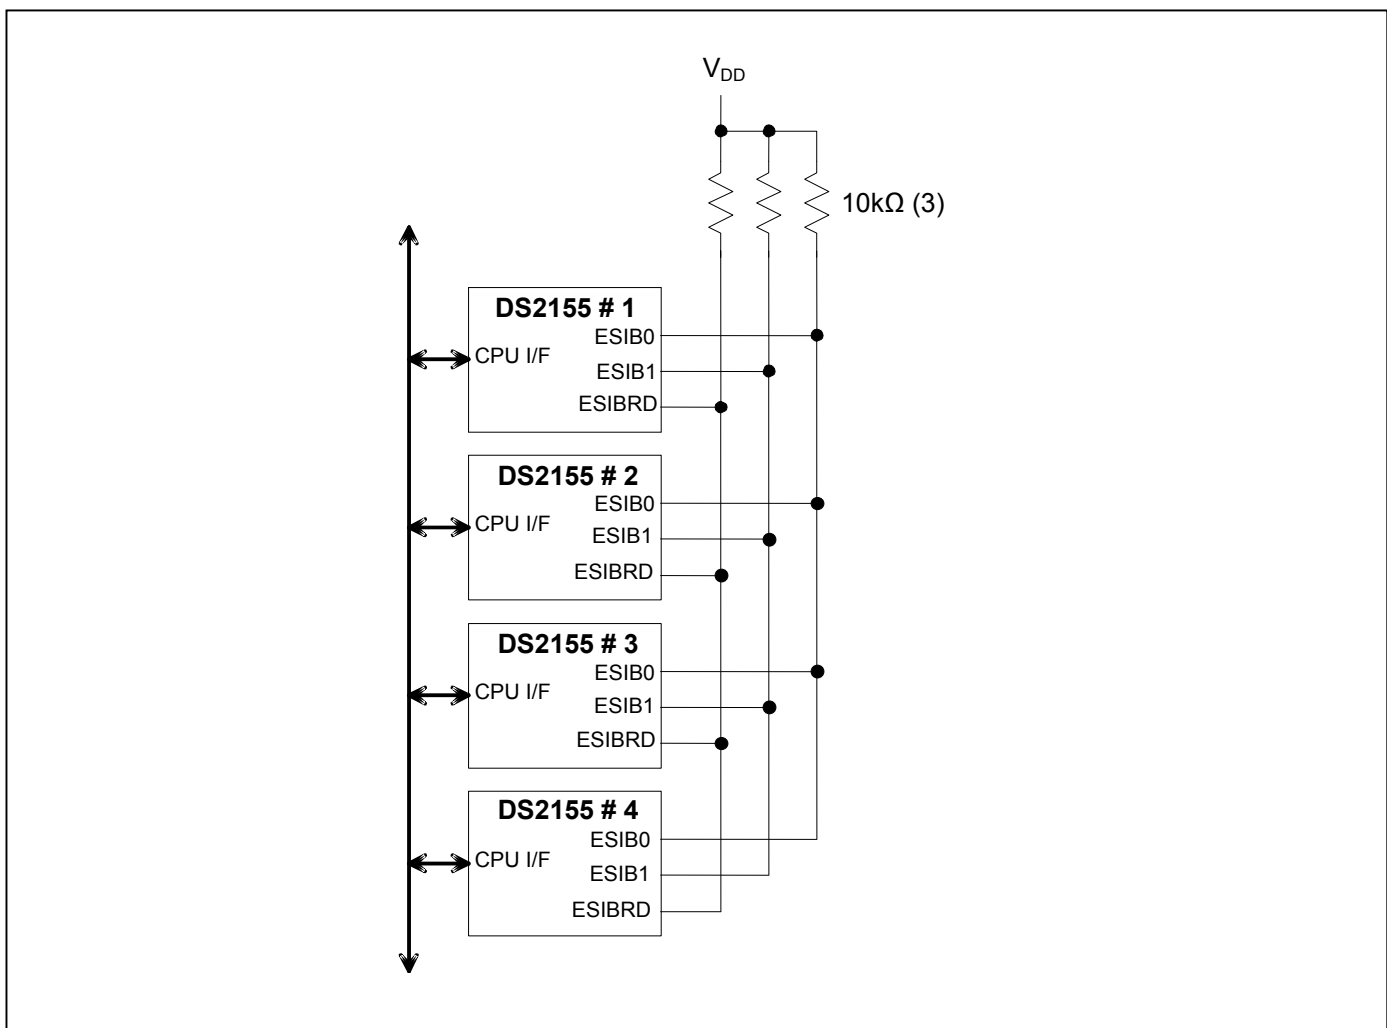 VDD
10kΩ (3)
DS2155 # 1
ESIB0
CPU I/F
ESIB1
ESIBRD
DS2155 # 2
ESIB0
CPU I/F
ESIB1
ESIBRD
DS2155 # 3
ESIB0
CPU I/F
ESIB1
ESIBRD
DS2155 # 4
ESIB0
CPU I/F
ESIB1
ESIBRD